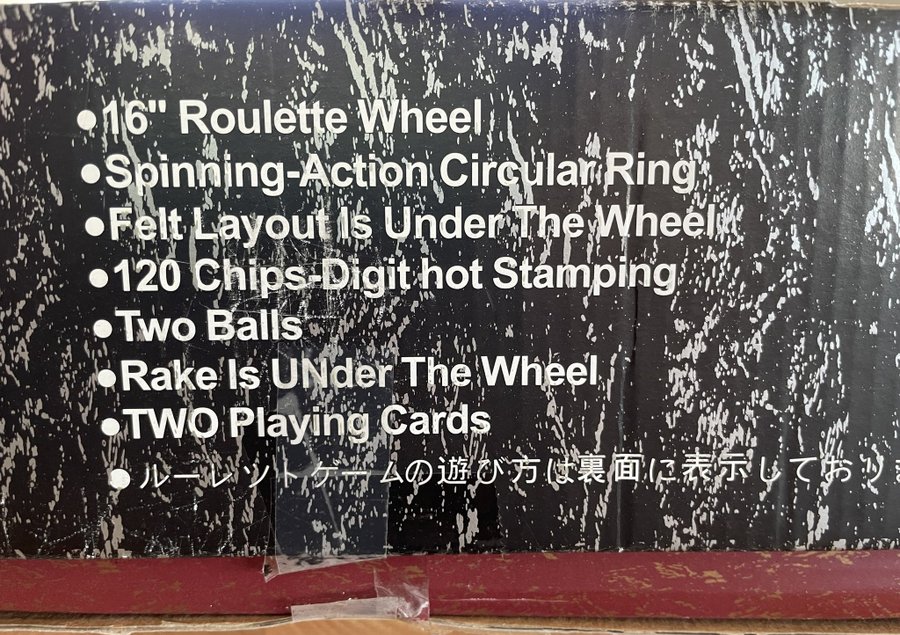 ●16" Roulette Wheel
●Spinning-Action Circular Ring
●Felt Layout Is Under The Wheel
●120 Chips-Digit hot Stamping
●Two Balls
●Rake Is UNder The Wheel
●TWO Playing Cards
●ルーレソトケームの遊び方は裏面に表示しており